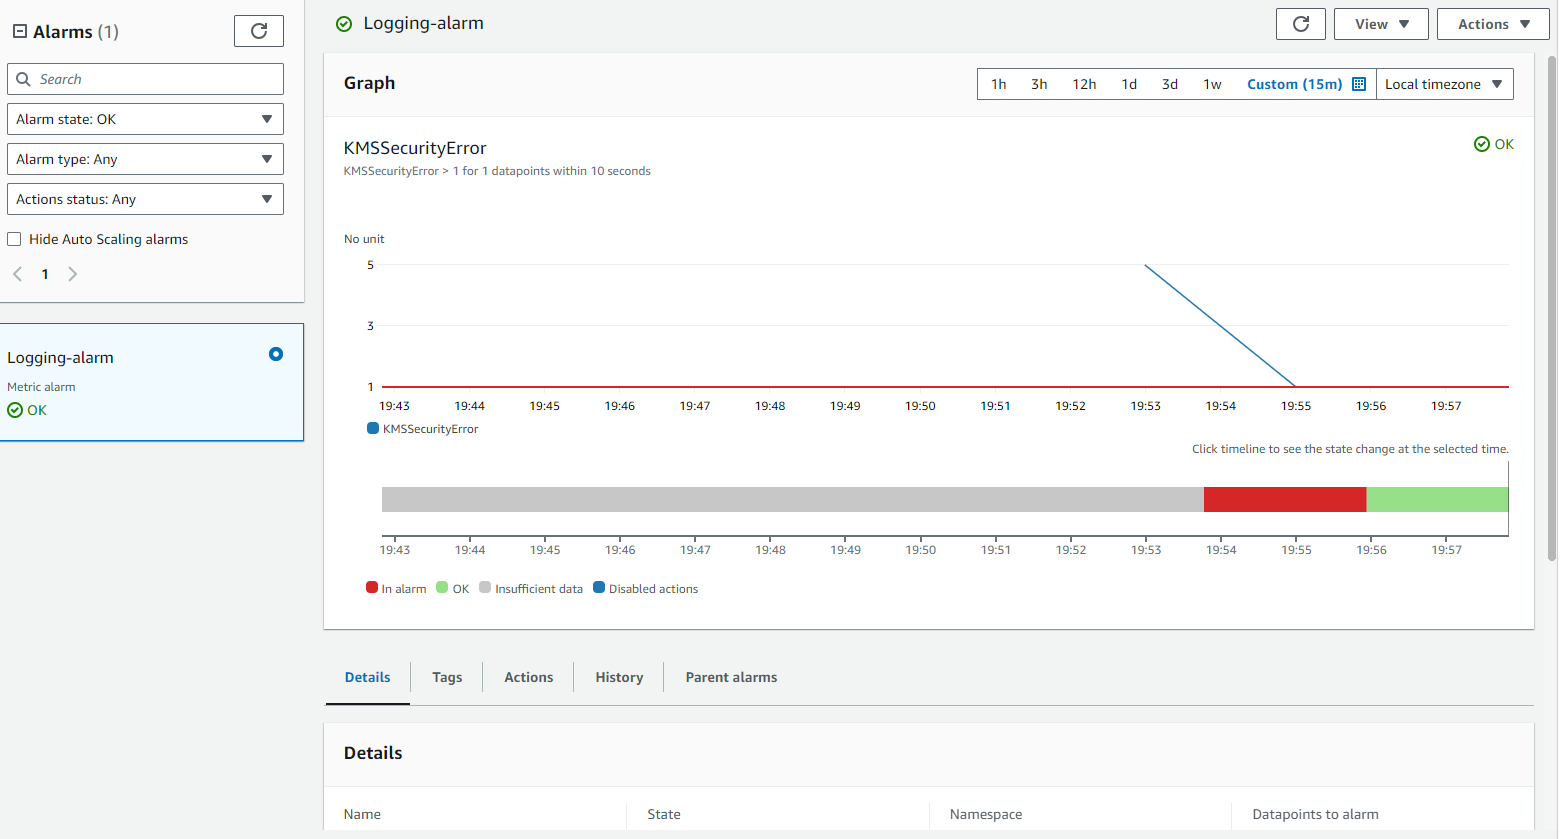 Alarms (1)
Search
Alarm state: OK
Alarm type: Any
Actions status: Any
Hide Auto Scaling alarms
1
Logging-alarm
Metric alarm
OK
Logging-alarm
View
Actions
Graph
1h 3h 12h 1d 3d 1w Custom (15m) Local timezone
KMSSecurityError
OK
KMSSecurityError > 1 for 1 datapoints within 10 seconds
No unit
5
3
1
19:43 19:44 19:45 19:46 19:47 19:48 19:49 19:50 19:51 19:52 19:53 19:54 19:55 19:56 19:57
KMSSecurityError
Click timeline to see the state change at the selected time.
19:43 19:44 19:45 19:46 19:47 19:48 19:49 19:50 19:51 19:52 19:53 19:54 19:55 19:56 19:57
In alarm OK Insufficient data Disabled actions
Details Tags Actions History Parent alarms
Details
Name State Namespace Datapoints to alarm